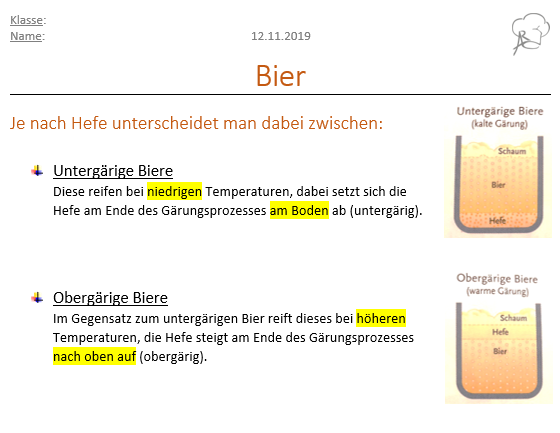 Klasse:
Name:
12.11.2019
Bier
Je nach Hefe unterscheidet man dabei zwischen:
Untergärige Biere
Diese reifen bei niedrigen Temperaturen, dabei setzt sich die
Hefe am Ende des Gärungsprozesses am Boden ab (untergärig).
Untergärige Biere
(kalte Gärung)
Schaum
Bier
Hefe
Obergärige Biere
Im Gegensatz zum untergärigen Bier reift dieses bei höheren
Temperaturen, die Hefe steigt am Ende des Gärungsprozesses
nach oben auf (obergärig).
Obergärige Biere
(warme Gärung)
Schaum
Hefe
Bier